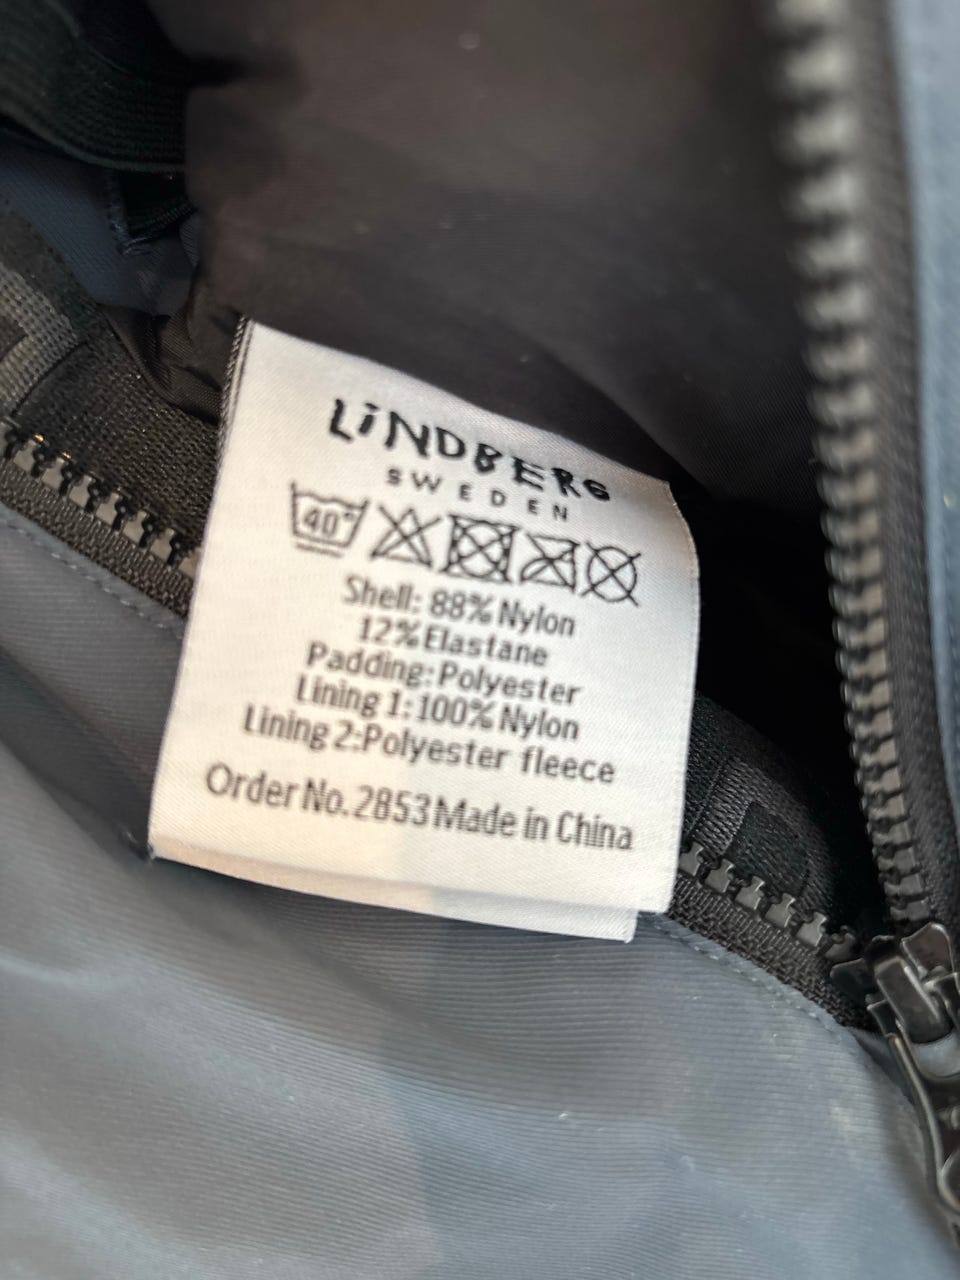 LiNDBERG
SWEDEN
40°
Shell: 88% Nylon
12% Elastane
Padding: Polyester
Lining 1: 100% Nylon
Lining 2: Polyester fleece
Order No. 2853 Made in China